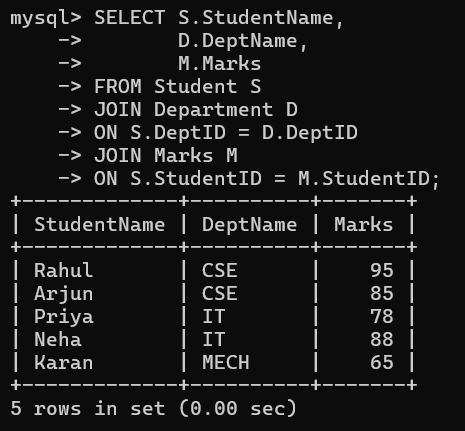 mysql> SELECT S.StudentName,
    ->        D.DeptName,
    ->        M.Marks
    -> FROM Student S
    -> JOIN Department D
    -> ON S.DeptID = D.DeptID
    -> JOIN Marks M
    -> ON S.StudentID = M.StudentID;
+-------------+----------+-------+
| StudentName | DeptName | Marks |
+-------------+----------+-------+
| Rahul       | CSE      |    95 |
| Arjun       | CSE      |    85 |
| Priya       | IT       |    78 |
| Neha        | IT       |    88 |
| Karan       | MECH     |    65 |
+-------------+----------+-------+
5 rows in set (0.00 sec)